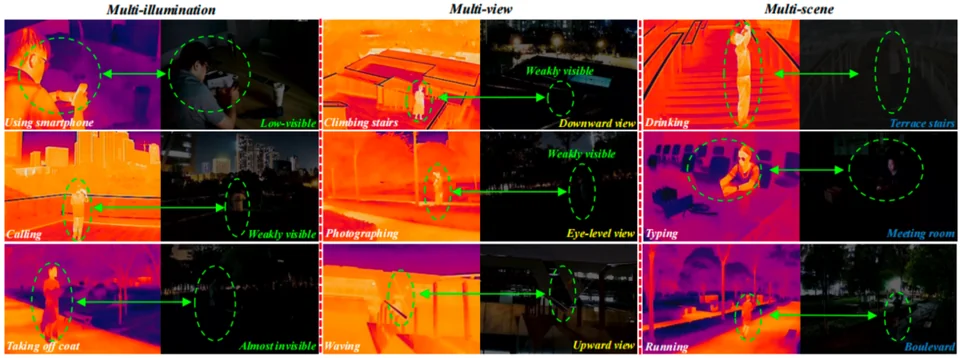 Multi-illumination
Multi-view
Multi-scene
Using smartphone
Low-visible
Weakly visible
Climbing stairs
Downward view
Drinking
Terrace stairs
Calling
Weakly visible
Weakly visible
Photographing
Eye-level view
Typing
Meeting room
Taking off coat
Almost invisible
Waving
Upward view
Running
Boulevard